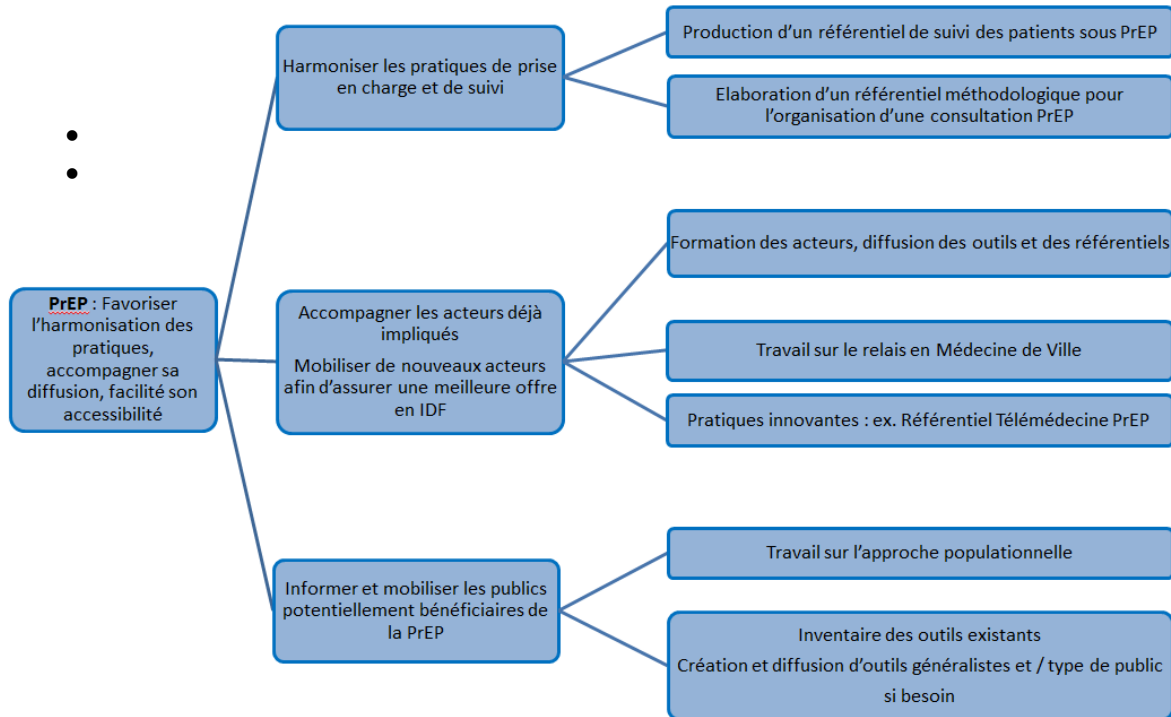 PrEP : Favoriser
l'harmonisation des
pratiques,
accompagner sa
diffusion, facilité son
accessibilité
Harmoniser les pratiques de prise
en charge et de suivi
Production d'un référentiel de suivi des patients sous PrEP
Elaboration d'un référentiel méthodologique pour
l'organisation d'une consultation PrEP
Accompagner les acteurs déjà
impliqués
Mobiliser de nouveaux acteurs
afin d'assurer une meilleure offre
en IDF
Formation des acteurs, diffusion des outils et des référentiels
Travail sur le relais en Médecine de Ville
Pratiques innovantes : ex. Référentiel Télémédecine PrEP
Informer et mobiliser les publics
potentiellement bénéficiaires de
la PrEP
Travail sur l'approche populationnelle
Inventaire des outils existants
Création et diffusion d'outils généralistes et / type de public
si besoin